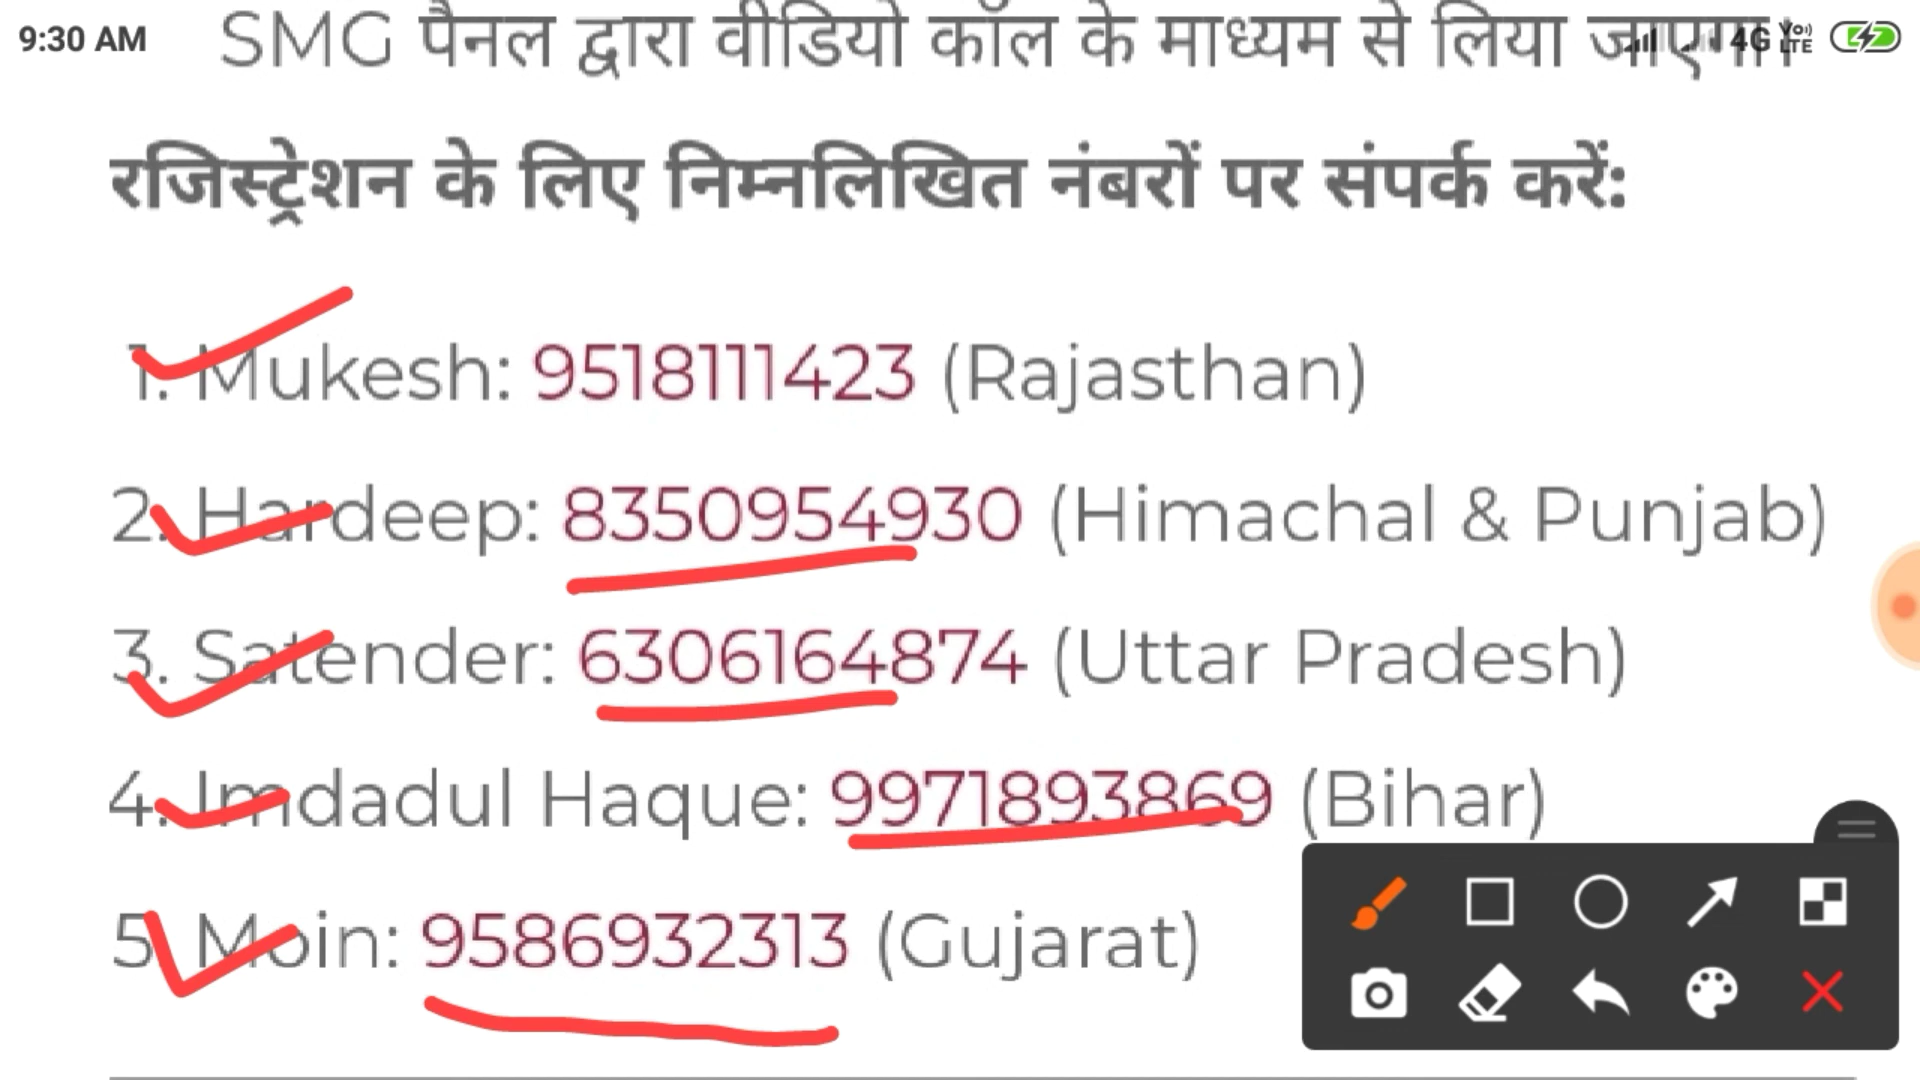 9:30 AM
SMG पैनल द्वारा वीडियो कॉल के माध्यम से लिया जाएगा।
4G VoLTE
रजिस्ट्रेशन के लिए निम्नलिखित नंबरों पर संपर्क करें:
1. Mukesh: 9518111423 (Rajasthan)
2. Hardeep: 8350954930 (Himachal & Punjab)
3. Satender: 6306164874 (Uttar Pradesh)
4. Imdadul Haque: 9971893869 (Bihar)
5. Moin: 9586932313 (Gujarat)